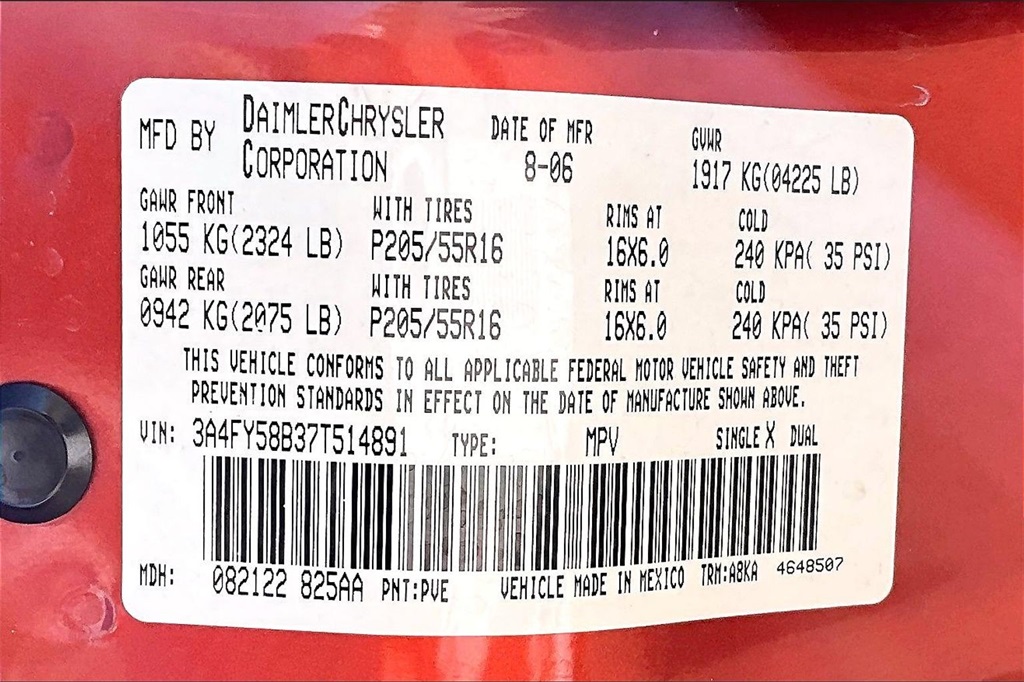 MFD BY DAIMLERCHRYSLER CORPORATION DATE OF MFR 8-06 GVWR 1917 KG(04225 LB)
GAWR FRONT WITH TIRES RIMS AT COLD
1055 KG(2324 LB) P205/55R16 16X6.0 240 KPA( 35 PSI)
GAWR REAR WITH TIRES RIMS AT COLD
0942 KG(2075 LB) P205/55R16 16X6.0 240 KPA( 35 PSI)
THIS VEHICLE CONFORMS TO ALL APPLICABLE FEDERAL MOTOR VEHICLE SAFETY AND THEFT
PREVENTION STANDARDS IN EFFECT ON THE DATE OF MANUFACTURE SHOWN ABOVE.
VIN: 3A4FY58B37T514891 TYPE: MPV SINGLE X DUAL
MDH: 082122 825AA PNT:PVE VEHICLE MADE IN MEXICO TRM:A8KA 4648507